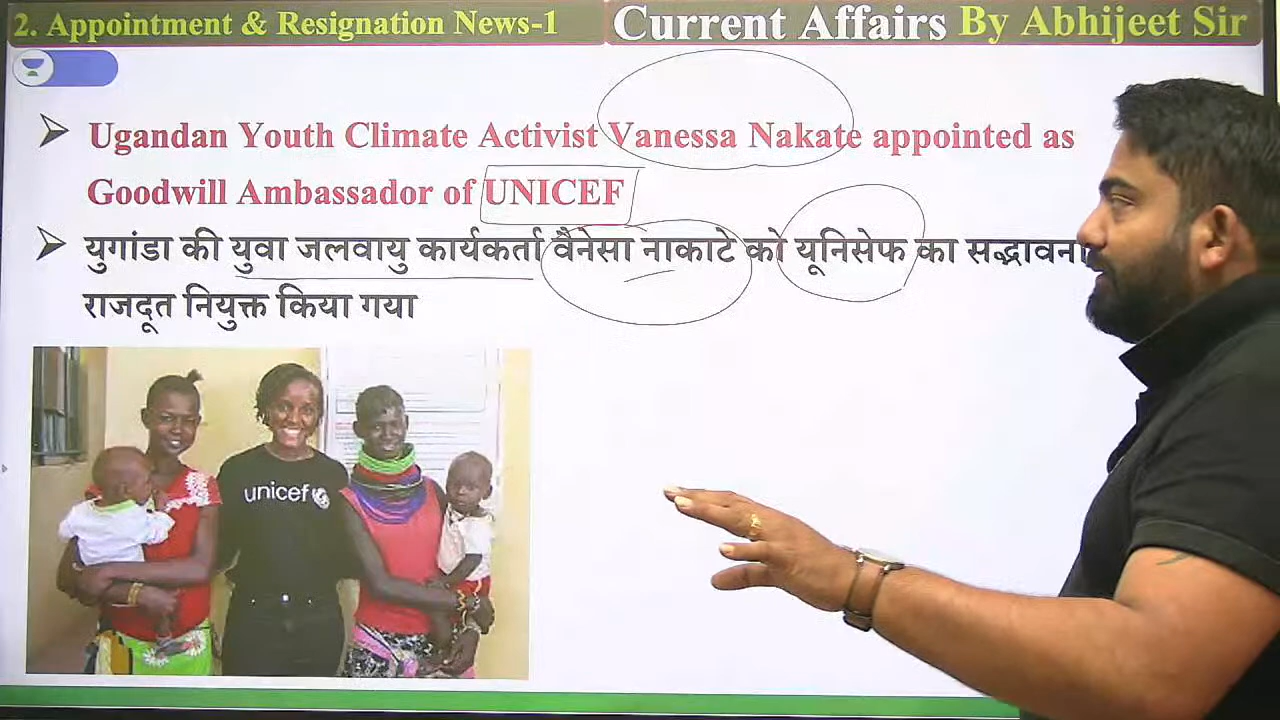 2. Appointment & Resignation News-1
Current Affairs By Abhijeet Sir
Ugandan Youth Climate Activist Vanessa Nakate appointed as
Goodwill Ambassador of UNICEF
युगांडा की युवा जलवायु कार्यकर्ता वैनेसा नाकाटे को यूनिसेफ का सद्भावना
राजदूत नियुक्त किया गया
unicef